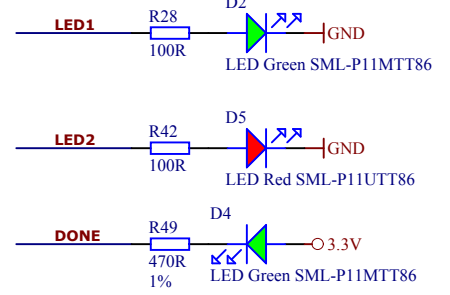 D2
LED1
R28
GND
100R
LED Green SML-P11MTT86
D5
LED2
R42
GND
100R
LED Red SML-P11UTT86
D4
DONE
R49
3.3V
470R
LED Green SML-P11MTT86
1%